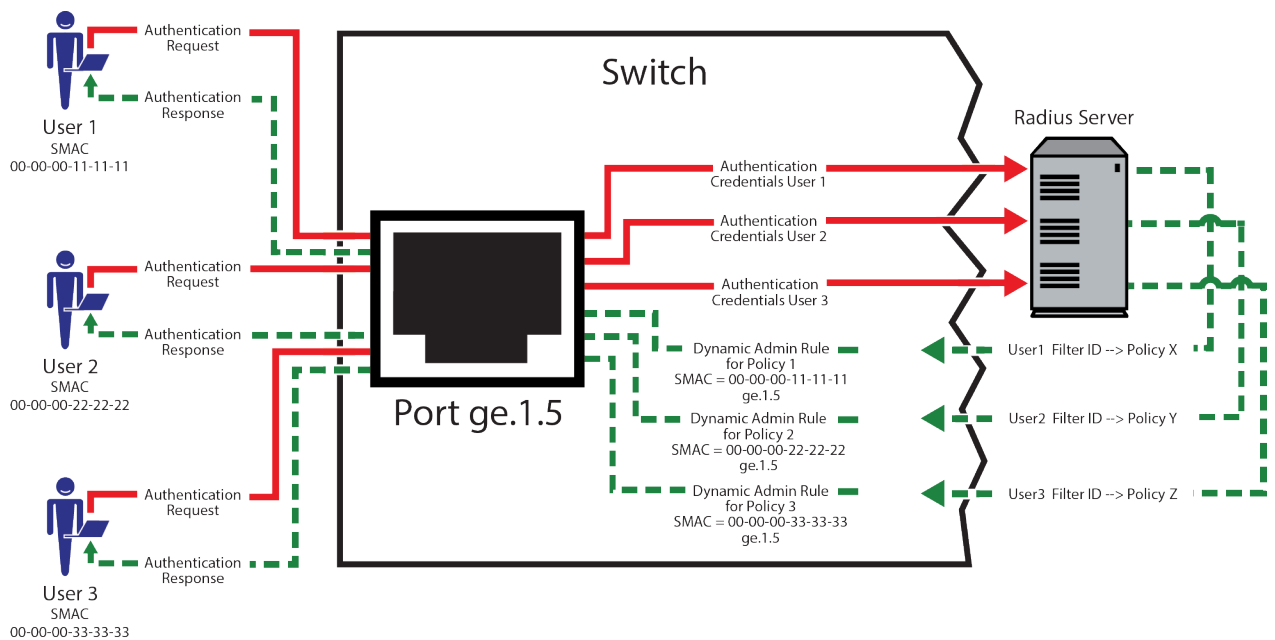 Authentication
Request
Authentication
Response
User 1
SMAC
00-00-00-11-11-11
Authentication
Request
Authentication
Response
User 2
SMAC
00-00-00-22-22-22
Authentication
Request
Authentication
Response
User 3
SMAC
00-00-00-33-33-33
Switch
Port ge.1.5
Authentication
Credentials User 1
Authentication
Credentials User 2
Authentication
Credentials User 3
Dynamic Admin Rule
for Policy 1
SMAC = 00-00-00-11-11-11
ge.1.5
Dynamic Admin Rule
for Policy 2
SMAC = 00-00-00-22-22-22
ge.1.5
Dynamic Admin Rule
for Policy 3
SMAC = 00-00-00-33-33-33
ge.1.5
Radius Server
User1 Filter ID --> Policy X
User2 Filter ID --> Policy Y
User3 Filter ID --> Policy Z